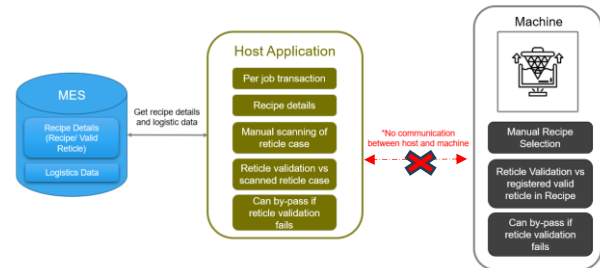 MES
Recipe Details
(Recipe/ Valid
Reticle)
Logistics Data
Get recipe details
and logistic data
Host Application
Per job transaction
Recipe details
Manual scanning of
reticle case
Reticle validation vs
scanned reticle case
Can by-pass if
reticle validation
fails
"No communication
between host and machine
Machine
Manual Recipe
Selection
Reticle Validation vs
registered valid
reticle in Recipe
Can by-pass if
reticle validation
fails